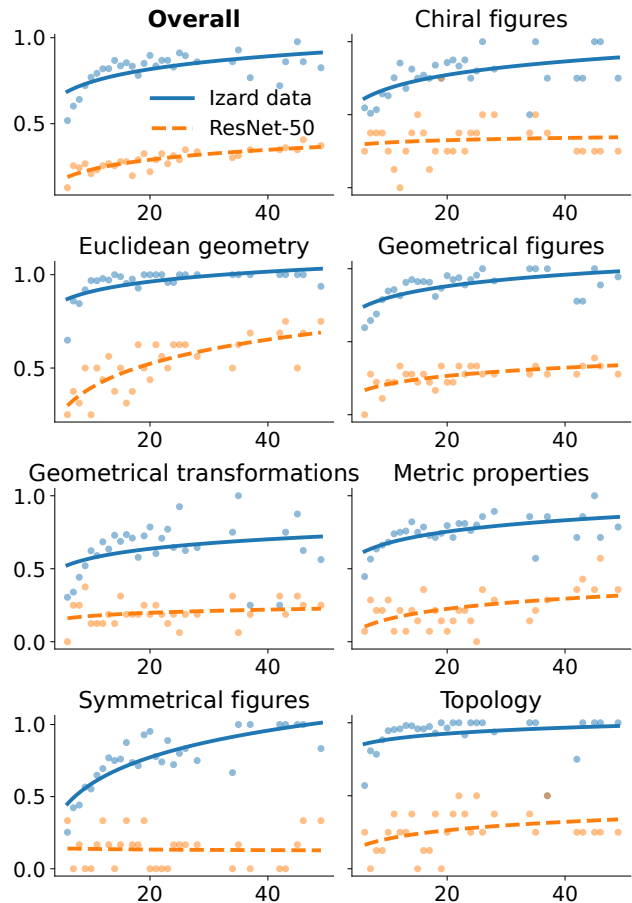 Overall
Chiral figures
1.0
0.5
Izard data
ResNet-50
20
40
20
40
Euclidean geometry
Geometrical figures
1.0
0.5
20
40
20
40
Geometrical transformations
Metric properties
1.0
0.5
0.0
20
40
20
40
Symmetrical figures
Topology
1.0
0.5
0.0
20
40
20
40